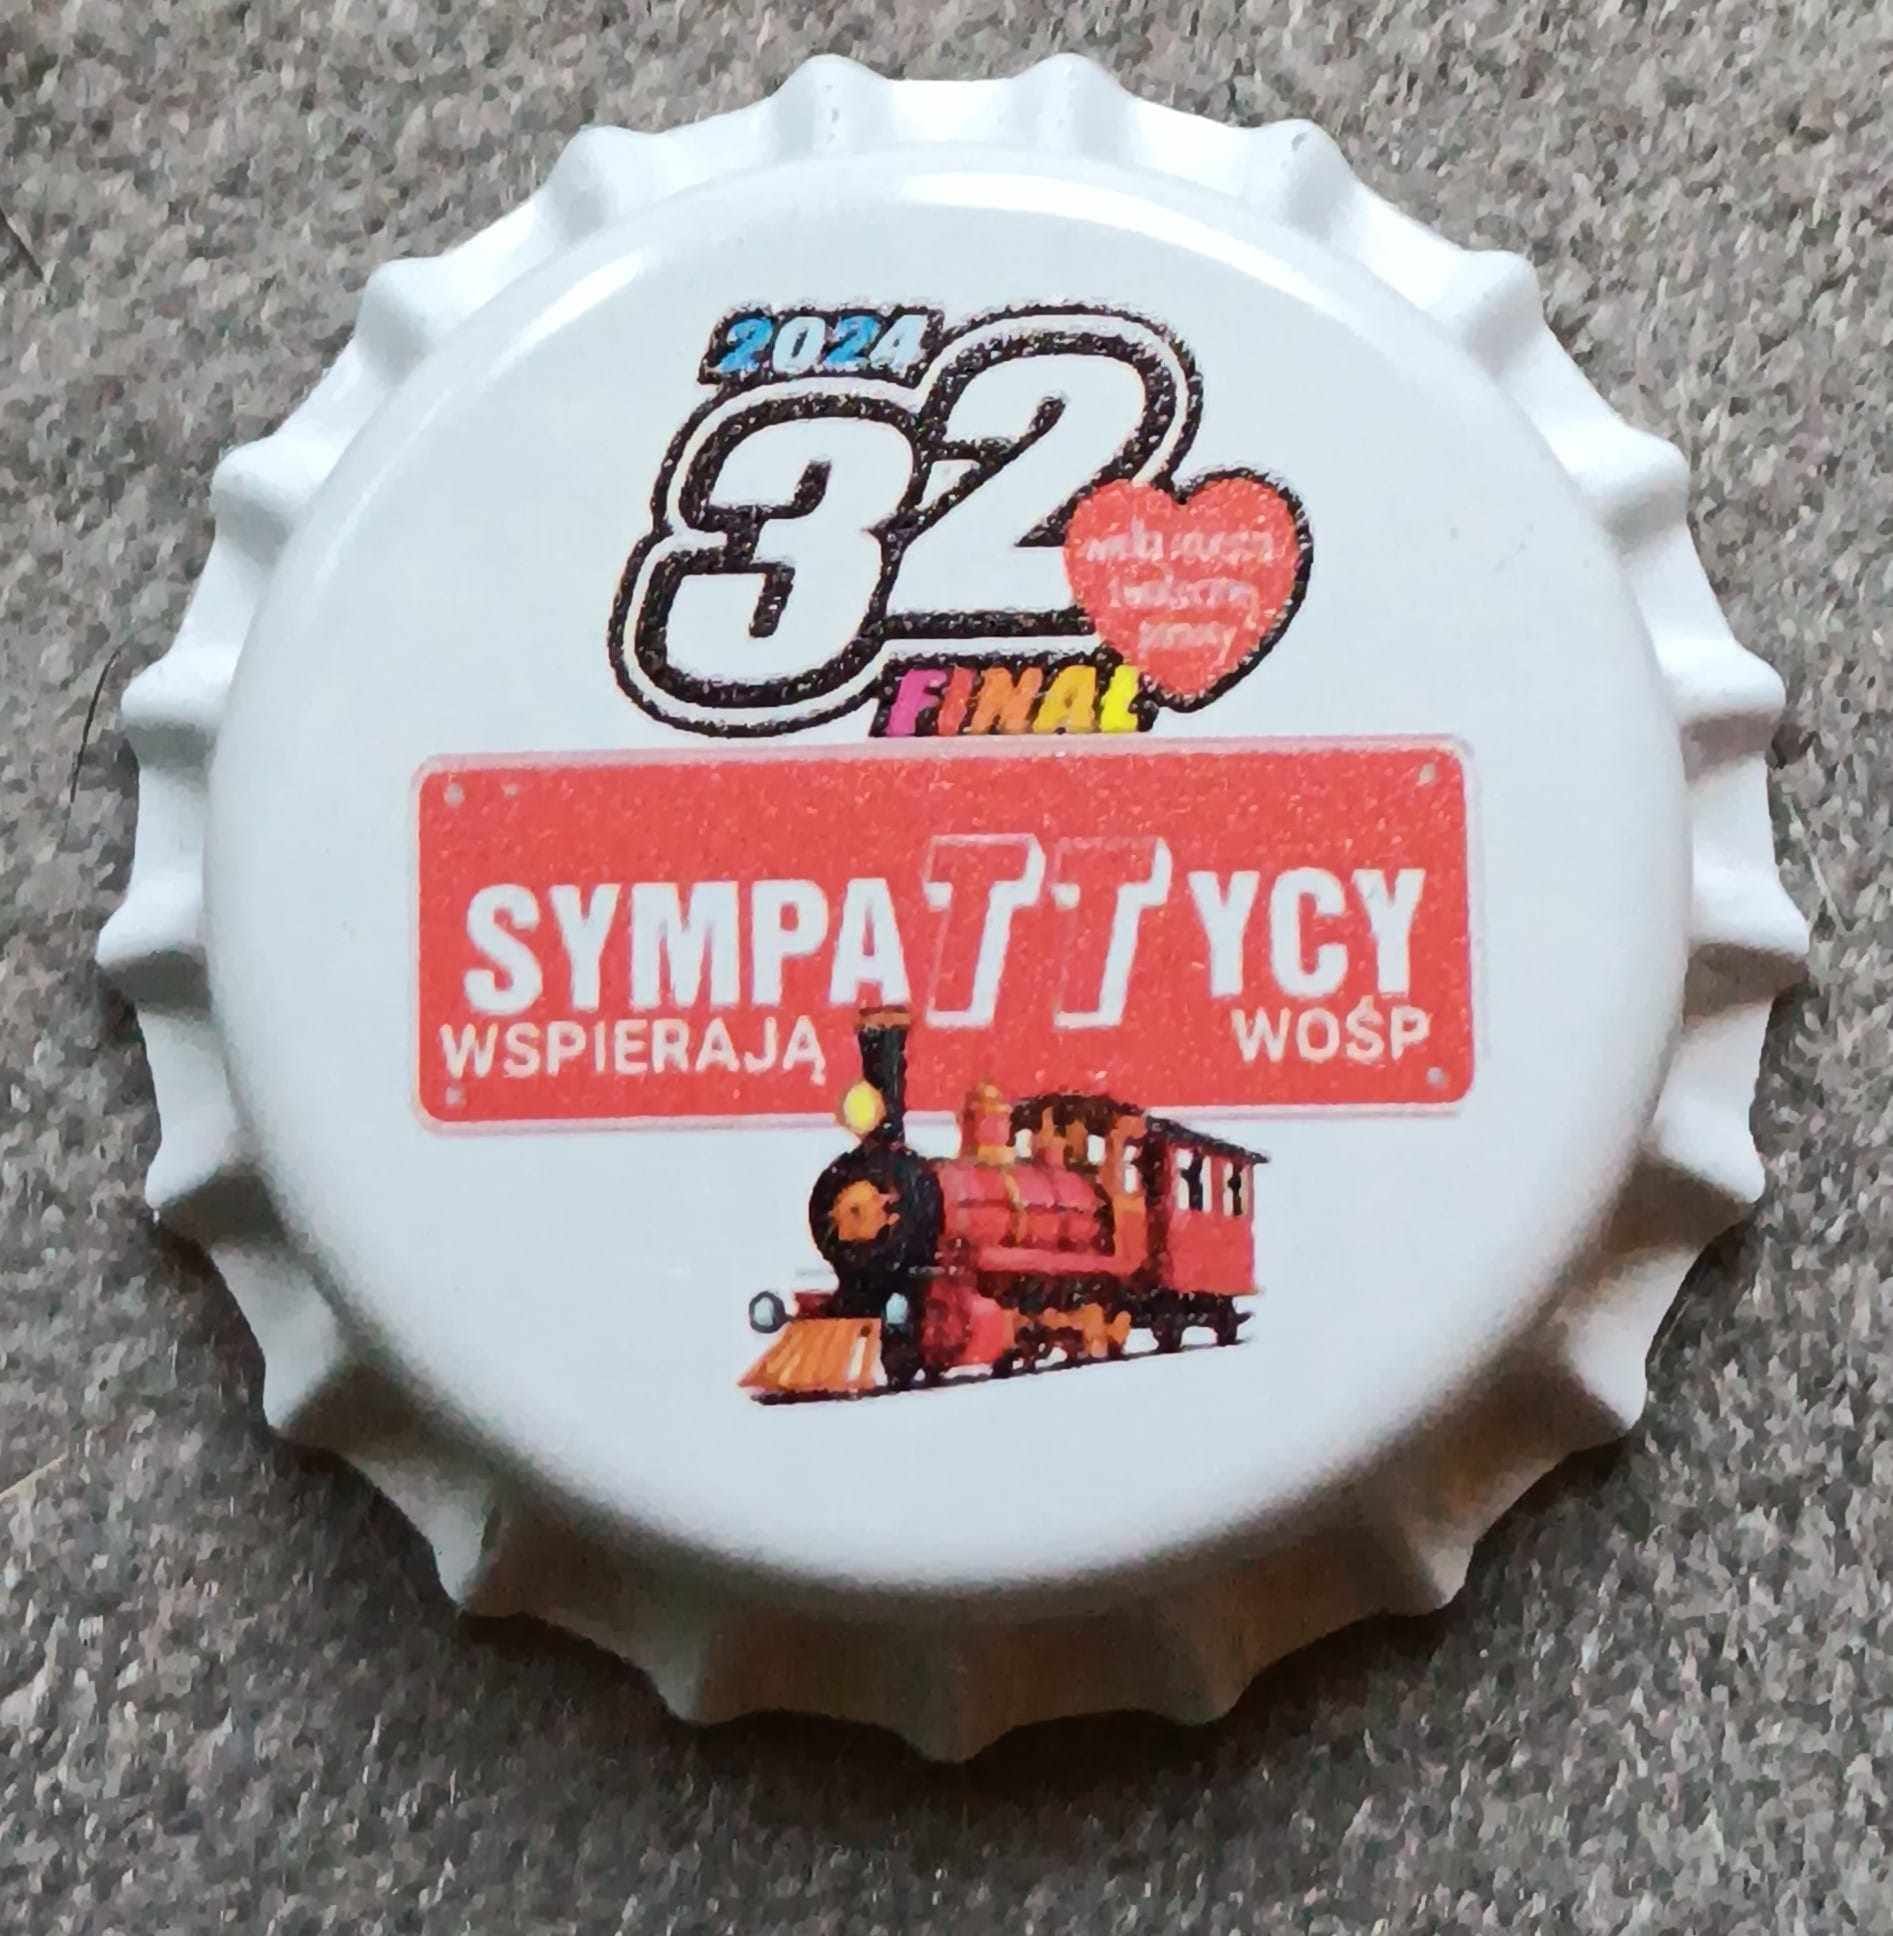 2024
32
FINAŁ
SYMPATTYCY
WSPIERAJĄ WOŚP